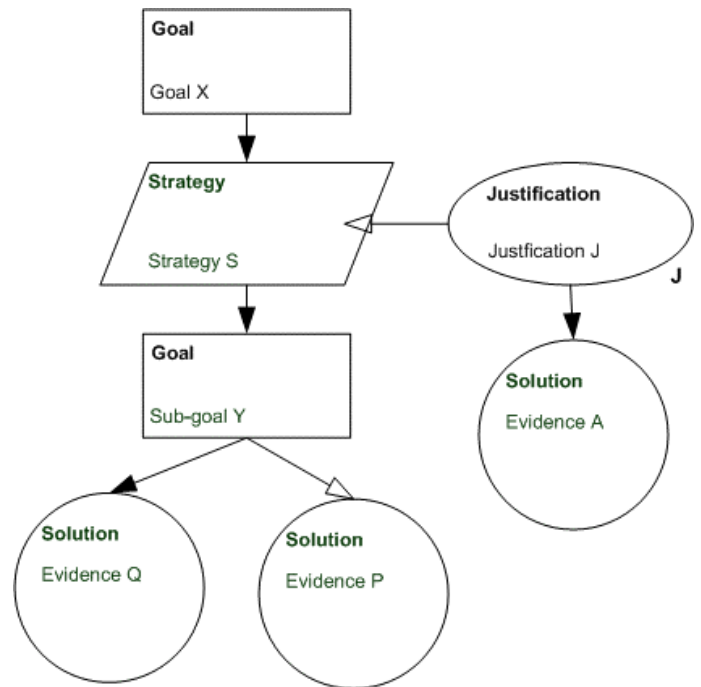 Goal
Goal X
Strategy
Strategy S
Justification
Justfication J
J
Goal
Sub-goal Y
Solution
Evidence A
Solution
Evidence Q
Solution
Evidence P